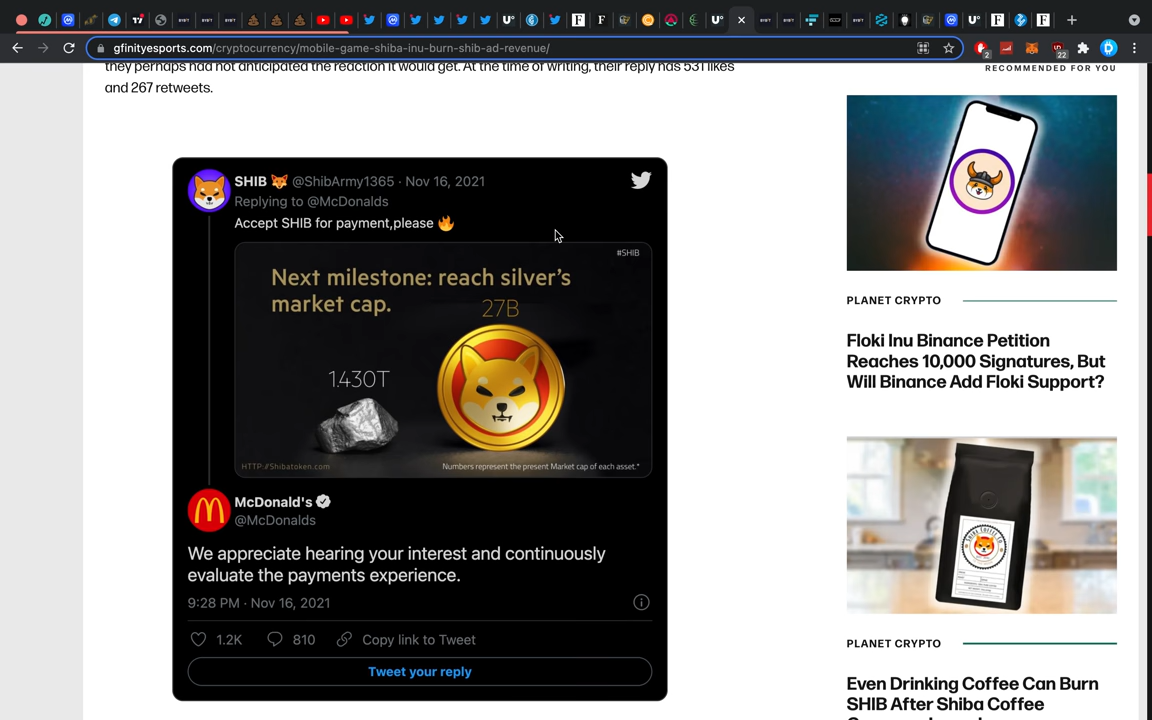 gfinityesports.com/cryptocurrency/mobile-game-shiba-inu-burn-shib-ad-revenue/
2
22
they perhaps had not anticipated the reaction it would get. At the time of writing, their reply has 531 likes
and 267 retweets.
SHIB 🦊 @ShibArmy1365 · Nov 16, 2021
Replying to @McDonalds
Accept SHIB for payment,please 🔥
#SHIB
Next milestone: reach silver's
market cap.
27B
1.430T
HTTP://Shibatoken.com
Numbers represent the present Market cap of each asset.*
McDonald's
@McDonalds
We appreciate hearing your interest and continuously
evaluate the payments experience.
9:28 PM · Nov 16, 2021
1.2K
810
Copy link to Tweet
Tweet your reply
RECOMMENDED FOR YOU
PLANET CRYPTO
Floki Inu Binance Petition
Reaches 10,000 Signatures, But
Will Binance Add Floki Support?
PLANET CRYPTO
Even Drinking Coffee Can Burn
SHIB After Shiba Coffee